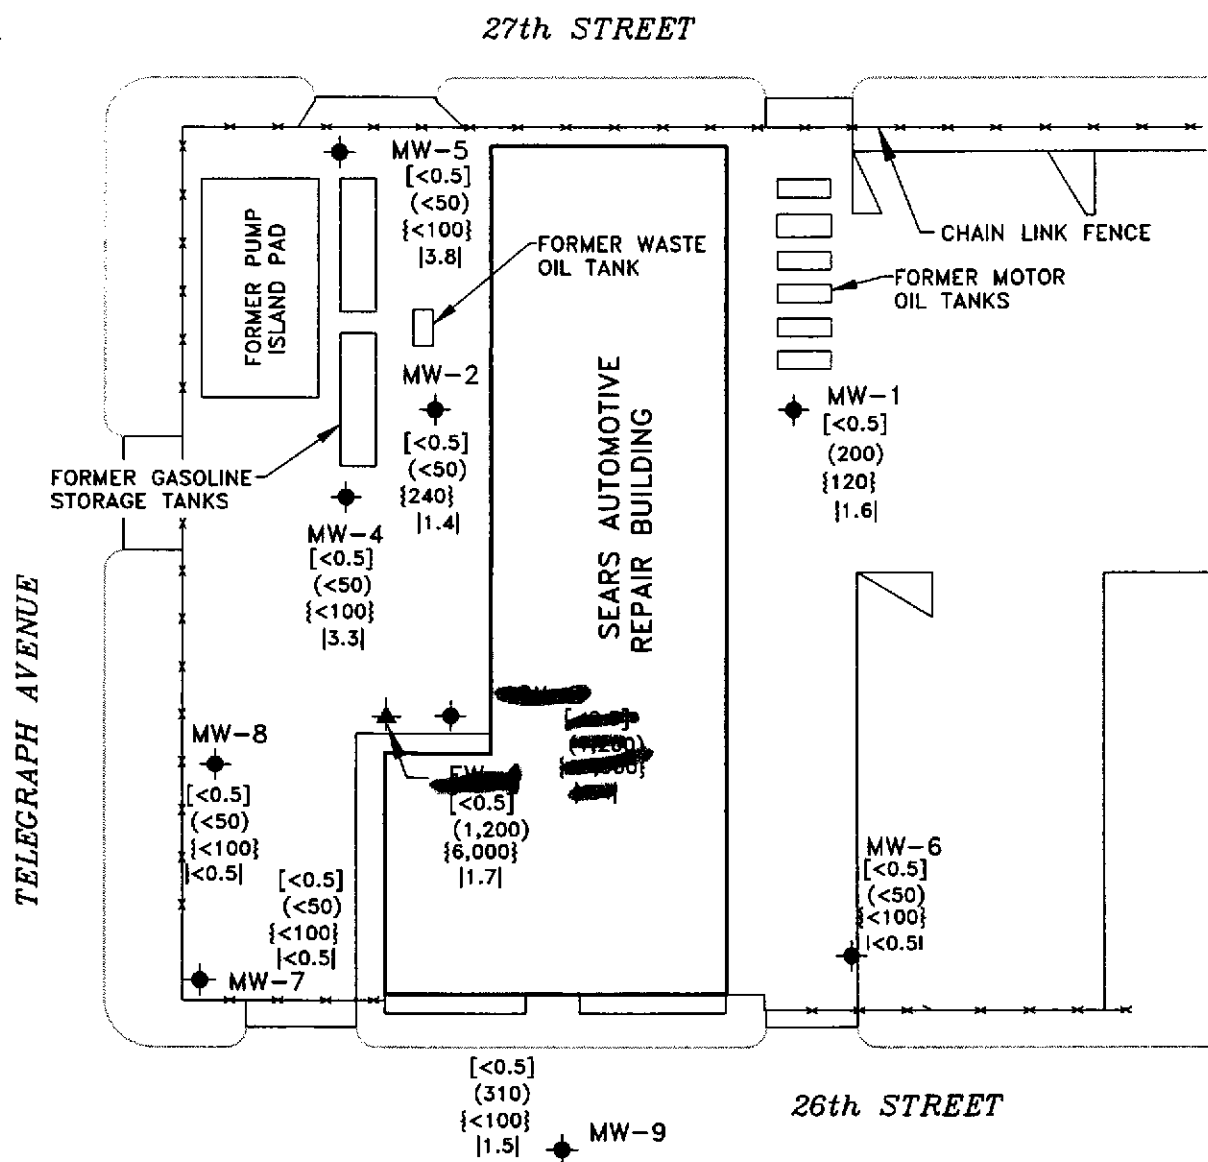 27th STREET
MW-5
[<0.5]
(<50)
{<100}
|3.8|
FORMER PUMP
ISLAND PAD
FORMER WASTE
OIL TANK
CHAIN LINK FENCE
FORMER MOTOR
OIL TANKS
MW-2
[<0.5]
(<50)
{240}
|1.4|
MW-1
[<0.5]
(200)
{120}
|1.6|
SEARS AUTOMOTIVE
REPAIR BUILDING
FORMER GASOLINE
STORAGE TANKS
MW-4
[<0.5]
(<50)
{<100}
|3.3|
TELEGRAPH AVENUE
MW-8
[<0.5]
(<50)
{<100}
|<0.5|
[<0.5]
(1,200)
{6,000}
|1.7|
MW-6
[<0.5]
(<50)
{<100}
|<0.5|
[<0.5]
(<50)
{<100}
|<0.5|
MW-7
[<0.5]
(310)
{<100}
|1.5|
MW-9
26th STREET